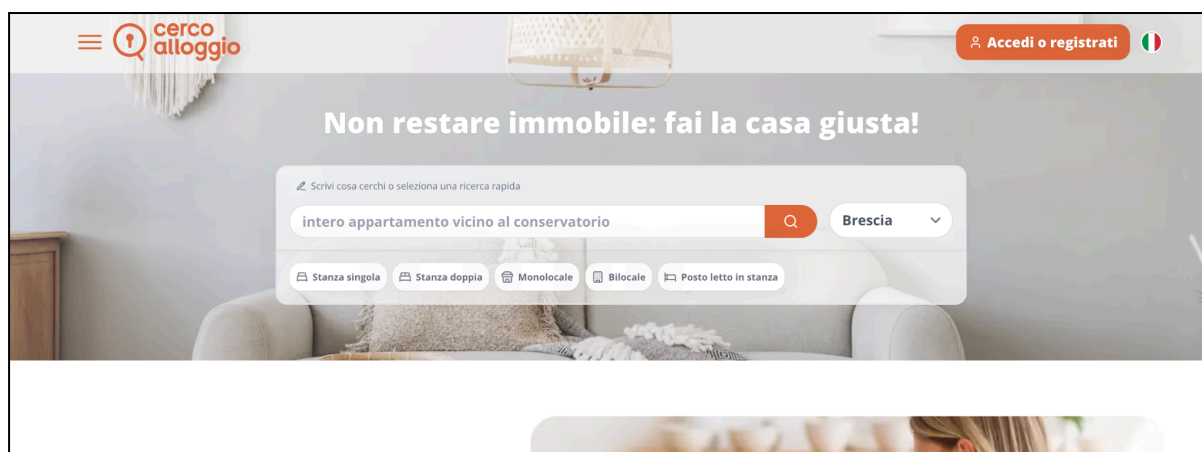 cerco
alloggio
Accedi o registrati
Non restare immobile: fai la casa giusta!
Scrivi cosa cerchi o seleziona una ricerca rapida
intero appartamento vicino al conservatorio
Brescia
Stanza singola Stanza doppia Monolocale Bilocale Posto letto in stanza